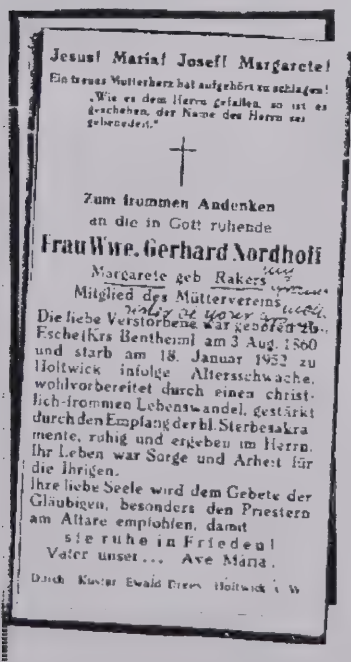 Jesus! Maria! Josef! Margarete!
Ein treues Mutterherz hat aufgehört zu schlagen!
„Wie es dem Herrn gefallen, so ist es
geschehen, der Name des Herrn sei
gebenedeit."
Zum frommen Andenken
an die in Gott ruhende
Frau Wwe. Gerhard Nordhoff
Margarete geb Rakers
Mitglied des Müttervereins
Die liebe Verstorbene war geboren zu
Esche (Krs Bentheim) am 3 Aug. 1860
und starb am 18. Januar 1952 zu
Holtwick infolge Altersschwäche,
wohlvorbereitet durch einen christ-
lich-frommen Lebenswandel, gestärkt
durch den Empfang der hl. Sterbesakra
mente, ruhig und ergeben im Herrn.
Ihr Leben war Sorge und Arbeit für
die Ihrigen.
Ihre liebe Seele wird dem Gebete der
Gläubigen, besonders den Priestern
am Altare empfohlen, damit
sie ruhe in Frieden!
Vater unser... Ave Maria.
Durch Küster Ewald Holtwick i W